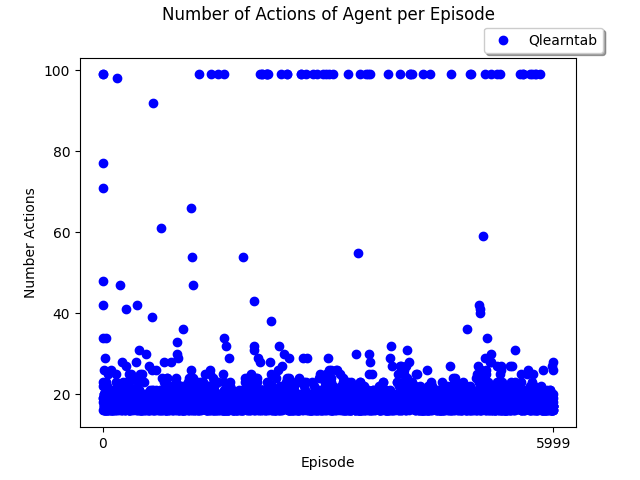 Number of Actions of Agent per Episode
Qlearntab
100
80
60
40
20
Number Actions
0
5999
Episode